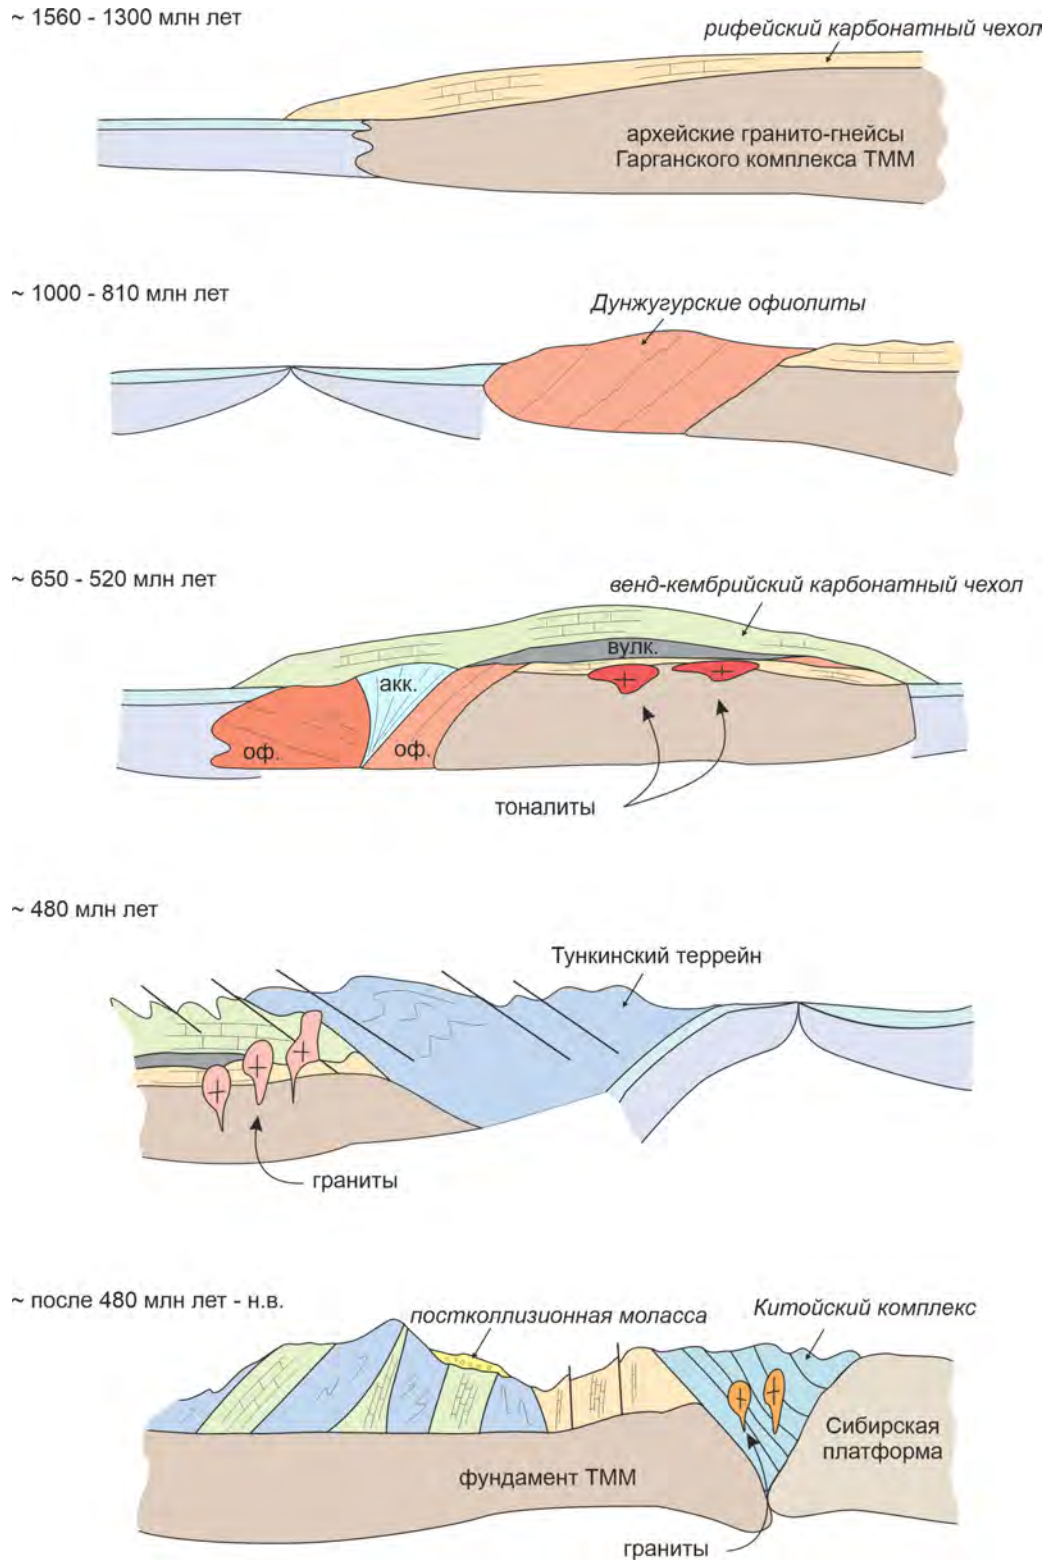 ~ 1560 - 1300 млн лет
рифейский карбонатный чехол
архейские гранито-гнейсы
Гарганского комплекса ТММ
~ 1000 - 810 млн лет
Дунжугурские офиолиты
~ 650 - 520 млн лет
венд-кембрийский карбонатный чехол
вулк.
акк.
оф.
оф.
тоналиты
~ 480 млн лет
Тункинский террейн
граниты
~ после 480 млн лет - н.в.
постколлизионная моласса
Китойский комплекс
Сибирская
платформа
фундамент ТММ
граниты